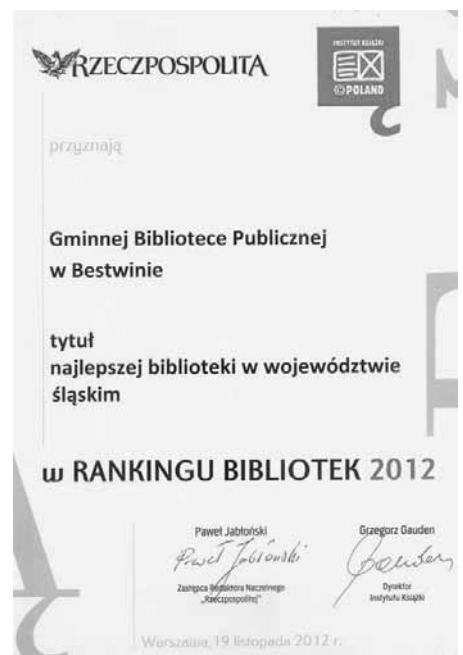 RZECZPOSPOLITA
INSTYTUT KSIĄŻKI
©POLAND
przyznają
Gminnej Bibliotece Publicznej
w Bestwinie
tytuł
najlepszej biblioteki w województwie
śląskim
w RANKINGU BIBLIOTEK 2012
Paweł Jabłoński
Grzegorz Gauden
Paweł Jabłoński
Gauden
Zastępca Redaktora Naczelnego
„Rzeczpospolitej”
Dyrektor
Instytutu Książki
Warszawa, 19 listopada 2012 r.